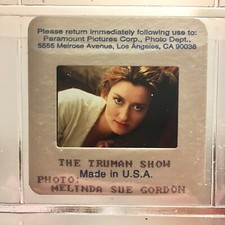 Please return immediately following use to:
Paramount Pictures Corp., Photo Dept.,
5555 Melrose Avenue, Los Angeles, CA 90038
THE TRUMAN SHOW
Made in U.S.A.
PHOTO:
MELINDA SUE GORDON